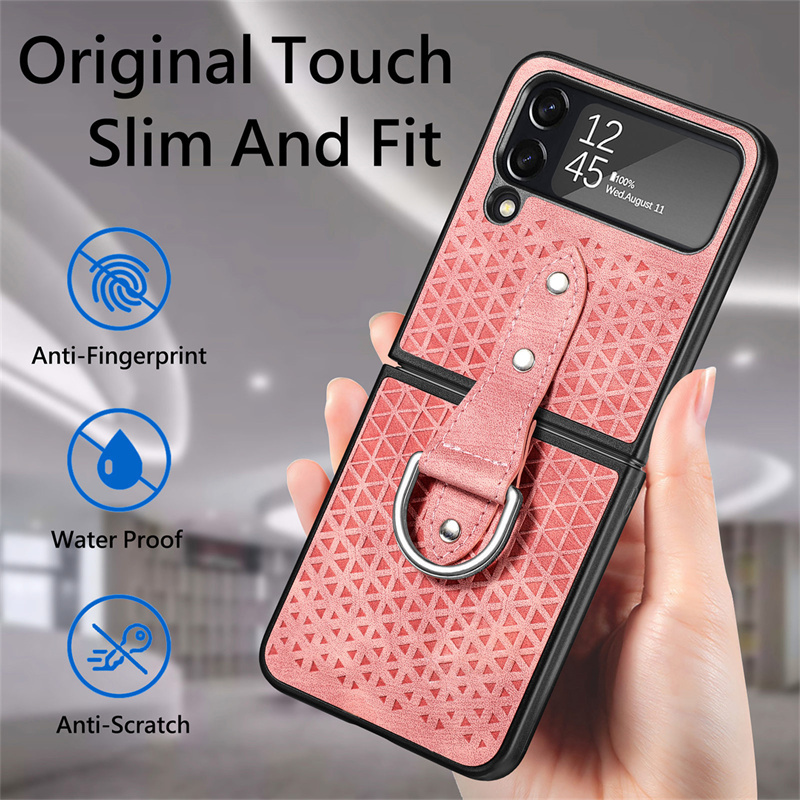 Original Touch
Slim And Fit
12
45
100%
Wed,August 11
Anti-Fingerprint
Water Proof
Anti-Scratch